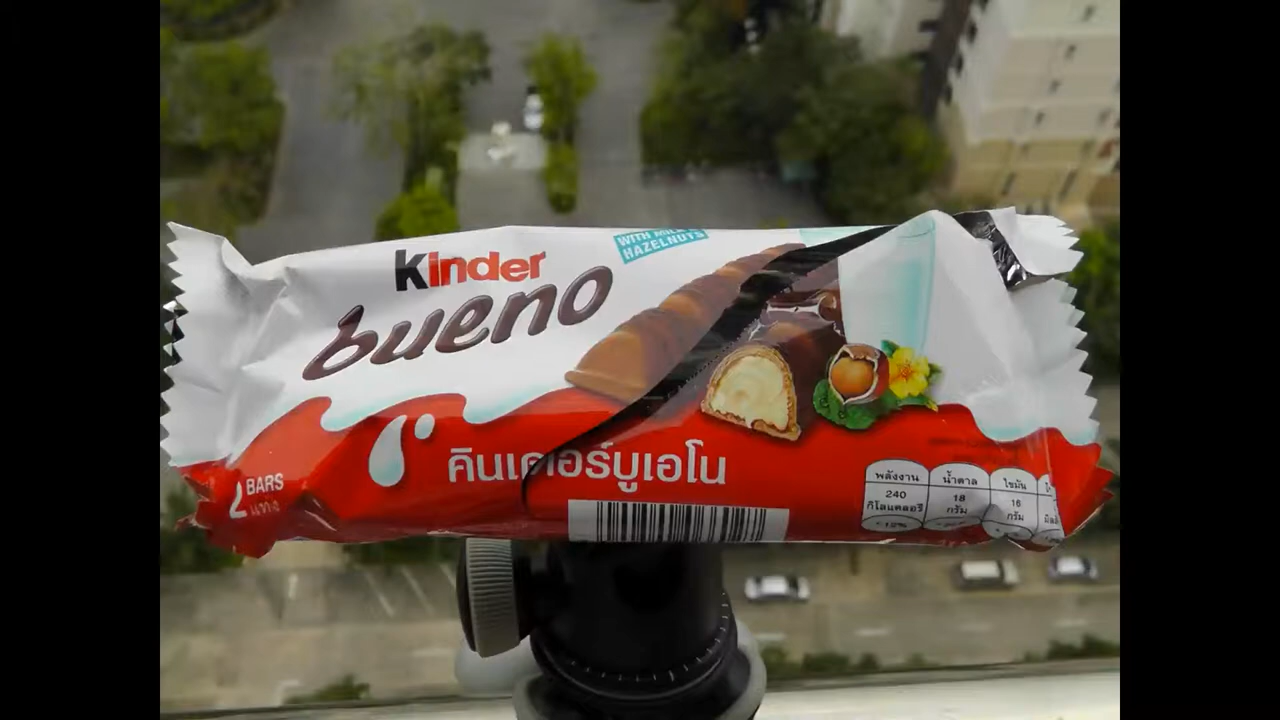 kinder
bueno
WITH MILK
HAZELNUTS
คินเดอร์บูเอโน
2 BARS
แท่ง
พลังงาน
240
กิโลแคลอรี
น้ำตาล
18
กรัม
ไขมัน
16
กรัม